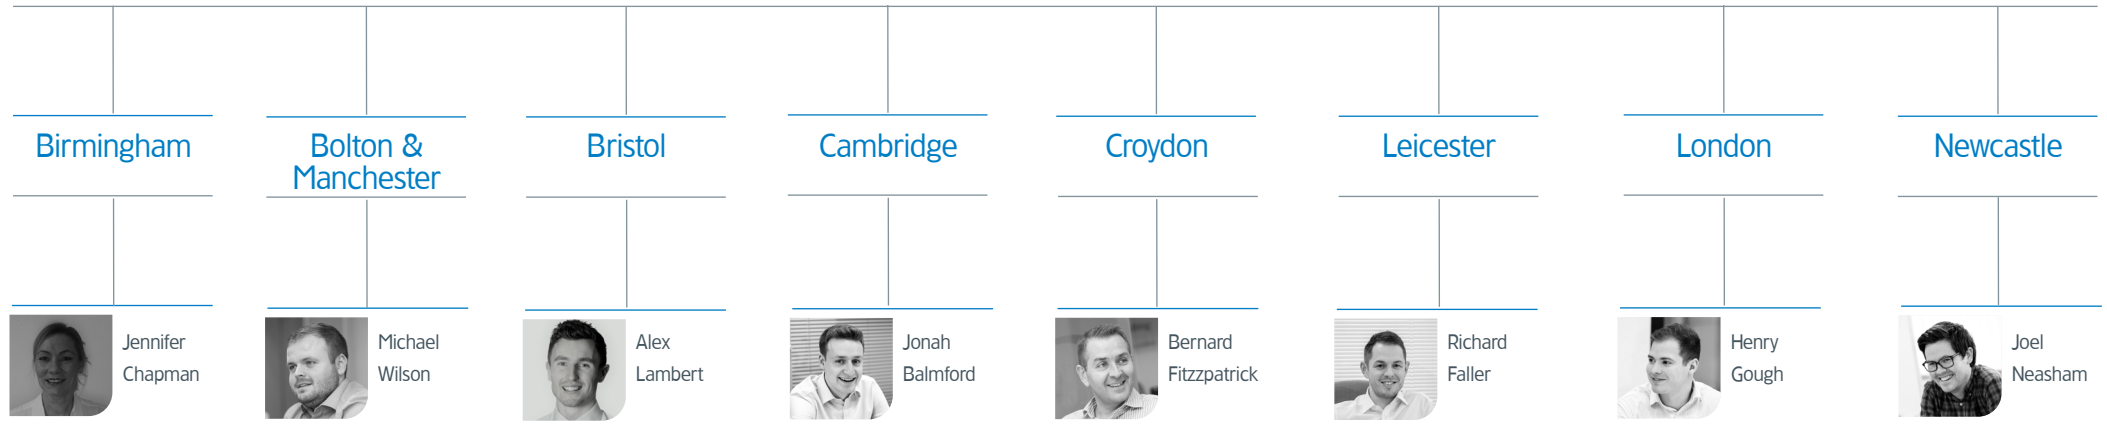 Birmingham
Bolton &
Manchester
Bristol
Cambridge
Croydon
Leicester
London
Newcastle
Jennifer
Chapman
Michael
Wilson
Alex
Lambert
Jonah
Balmford
Bernard
Fitzzpatrick
Richard
Faller
Henry
Gough
Joel
Neasham